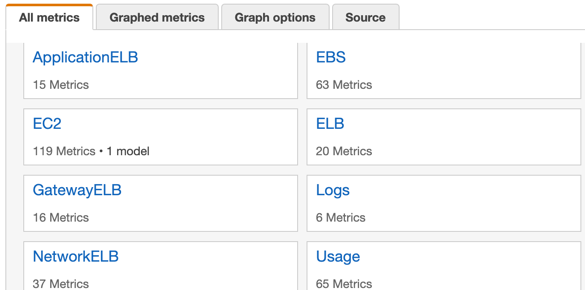 All metrics
Graphed metrics
Graph options
Source
ApplicationELB
15 Metrics
EBS
63 Metrics
EC2
119 Metrics • 1 model
ELB
20 Metrics
GatewayELB
16 Metrics
Logs
6 Metrics
NetworkELB
37 Metrics
Usage
65 Metrics